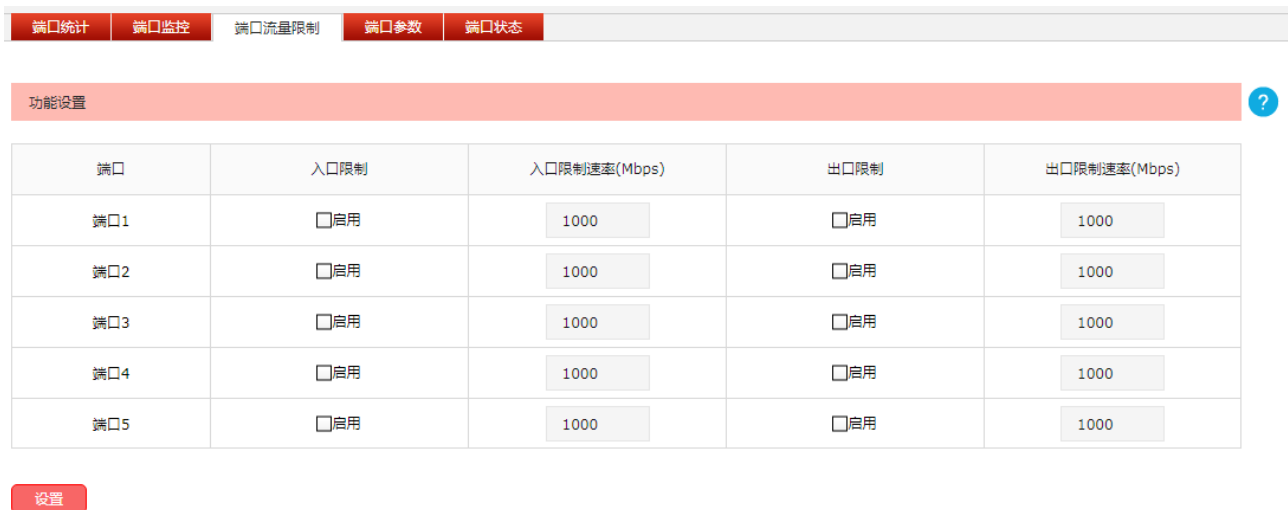 端口统计 端口监控 端口流量限制 端口参数 端口状态
功能设置 ?
端口 入口限制 入口限制速率(Mbps) 出口限制 出口限制速率(Mbps)
端口1 启用 1000 启用 1000
端口2 启用 1000 启用 1000
端口3 启用 1000 启用 1000
端口4 启用 1000 启用 1000
端口5 启用 1000 启用 1000
设置